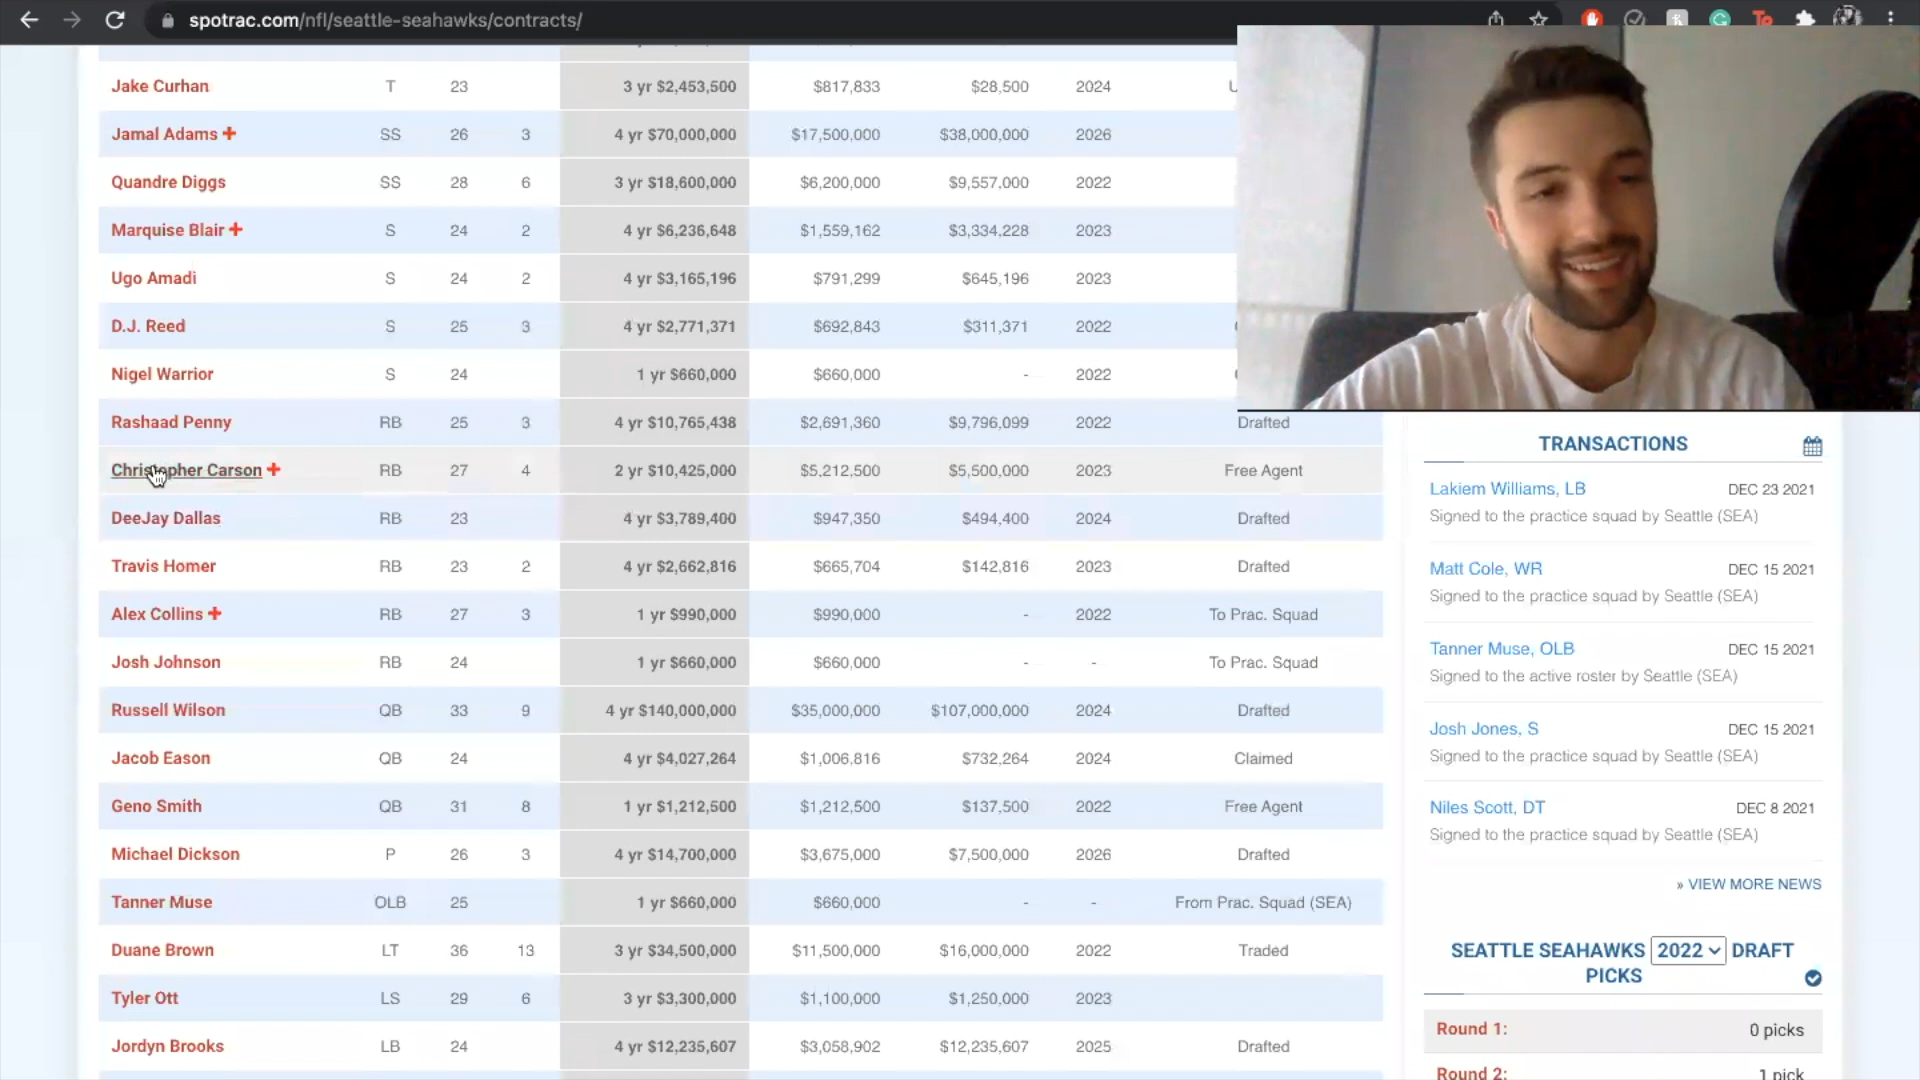 spotrac.com/nfl/seattle-seahawks/contracts/
Jake Curhan T 23 3 yr $2,453,500 $817,833 $28,500 2024
Jamal Adams + SS 26 3 4 yr $70,000,000 $17,500,000 $38,000,000 2026
Quandre Diggs SS 28 6 3 yr $18,600,000 $6,200,000 $9,557,000 2022
Marquise Blair + S 24 2 4 yr $6,236,648 $1,559,162 $3,334,228 2023
Ugo Amadi S 24 2 4 yr $3,165,196 $791,299 $645,196 2023
D.J. Reed S 25 3 4 yr $2,771,371 $692,843 $311,371 2022
Nigel Warrior S 24 1 yr $660,000 $660,000 - 2022
Rashaad Penny RB 25 3 4 yr $10,765,438 $2,691,360 $9,796,099 2022 Drafted
Christopher Carson + RB 27 4 2 yr $10,425,000 $5,212,500 $5,500,000 2023 Free Agent
DeeJay Dallas RB 23 4 yr $3,789,400 $947,350 $494,400 2024 Drafted
Travis Homer RB 23 2 4 yr $2,662,816 $665,704 $142,816 2023 Drafted
Alex Collins + RB 27 3 1 yr $990,000 $990,000 - 2022 To Prac. Squad
Josh Johnson RB 24 1 yr $660,000 $660,000 - - To Prac. Squad
Russell Wilson QB 33 9 4 yr $140,000,000 $35,000,000 $107,000,000 2024 Drafted
Jacob Eason QB 24 4 yr $4,027,264 $1,006,816 $732,264 2024 Claimed
Geno Smith QB 31 8 1 yr $1,212,500 $1,212,500 $137,500 2022 Free Agent
Michael Dickson P 26 3 4 yr $14,700,000 $3,675,000 $7,500,000 2026 Drafted
Tanner Muse OLB 25 1 yr $660,000 $660,000 - - From Prac. Squad (SEA)
Duane Brown LT 36 13 3 yr $34,500,000 $11,500,000 $16,000,000 2022 Traded
Tyler Ott LS 29 6 3 yr $3,300,000 $1,100,000 $1,250,000 2023
Jordyn Brooks LB 24 4 yr $12,235,607 $3,058,902 $12,235,607 2025 Drafted
TRANSACTIONS
Lakiem Williams, LB DEC 23 2021
Signed to the practice squad by Seattle (SEA)
Matt Cole, WR DEC 15 2021
Signed to the practice squad by Seattle (SEA)
Tanner Muse, OLB DEC 15 2021
Signed to the active roster by Seattle (SEA)
Josh Jones, S DEC 15 2021
Signed to the practice squad by Seattle (SEA)
Niles Scott, DT DEC 8 2021
Signed to the practice squad by Seattle (SEA)
» VIEW MORE NEWS
SEATTLE SEAHAWKS 2022 DRAFT
PICKS
Round 1: 0 picks
Round 2: 1 pick